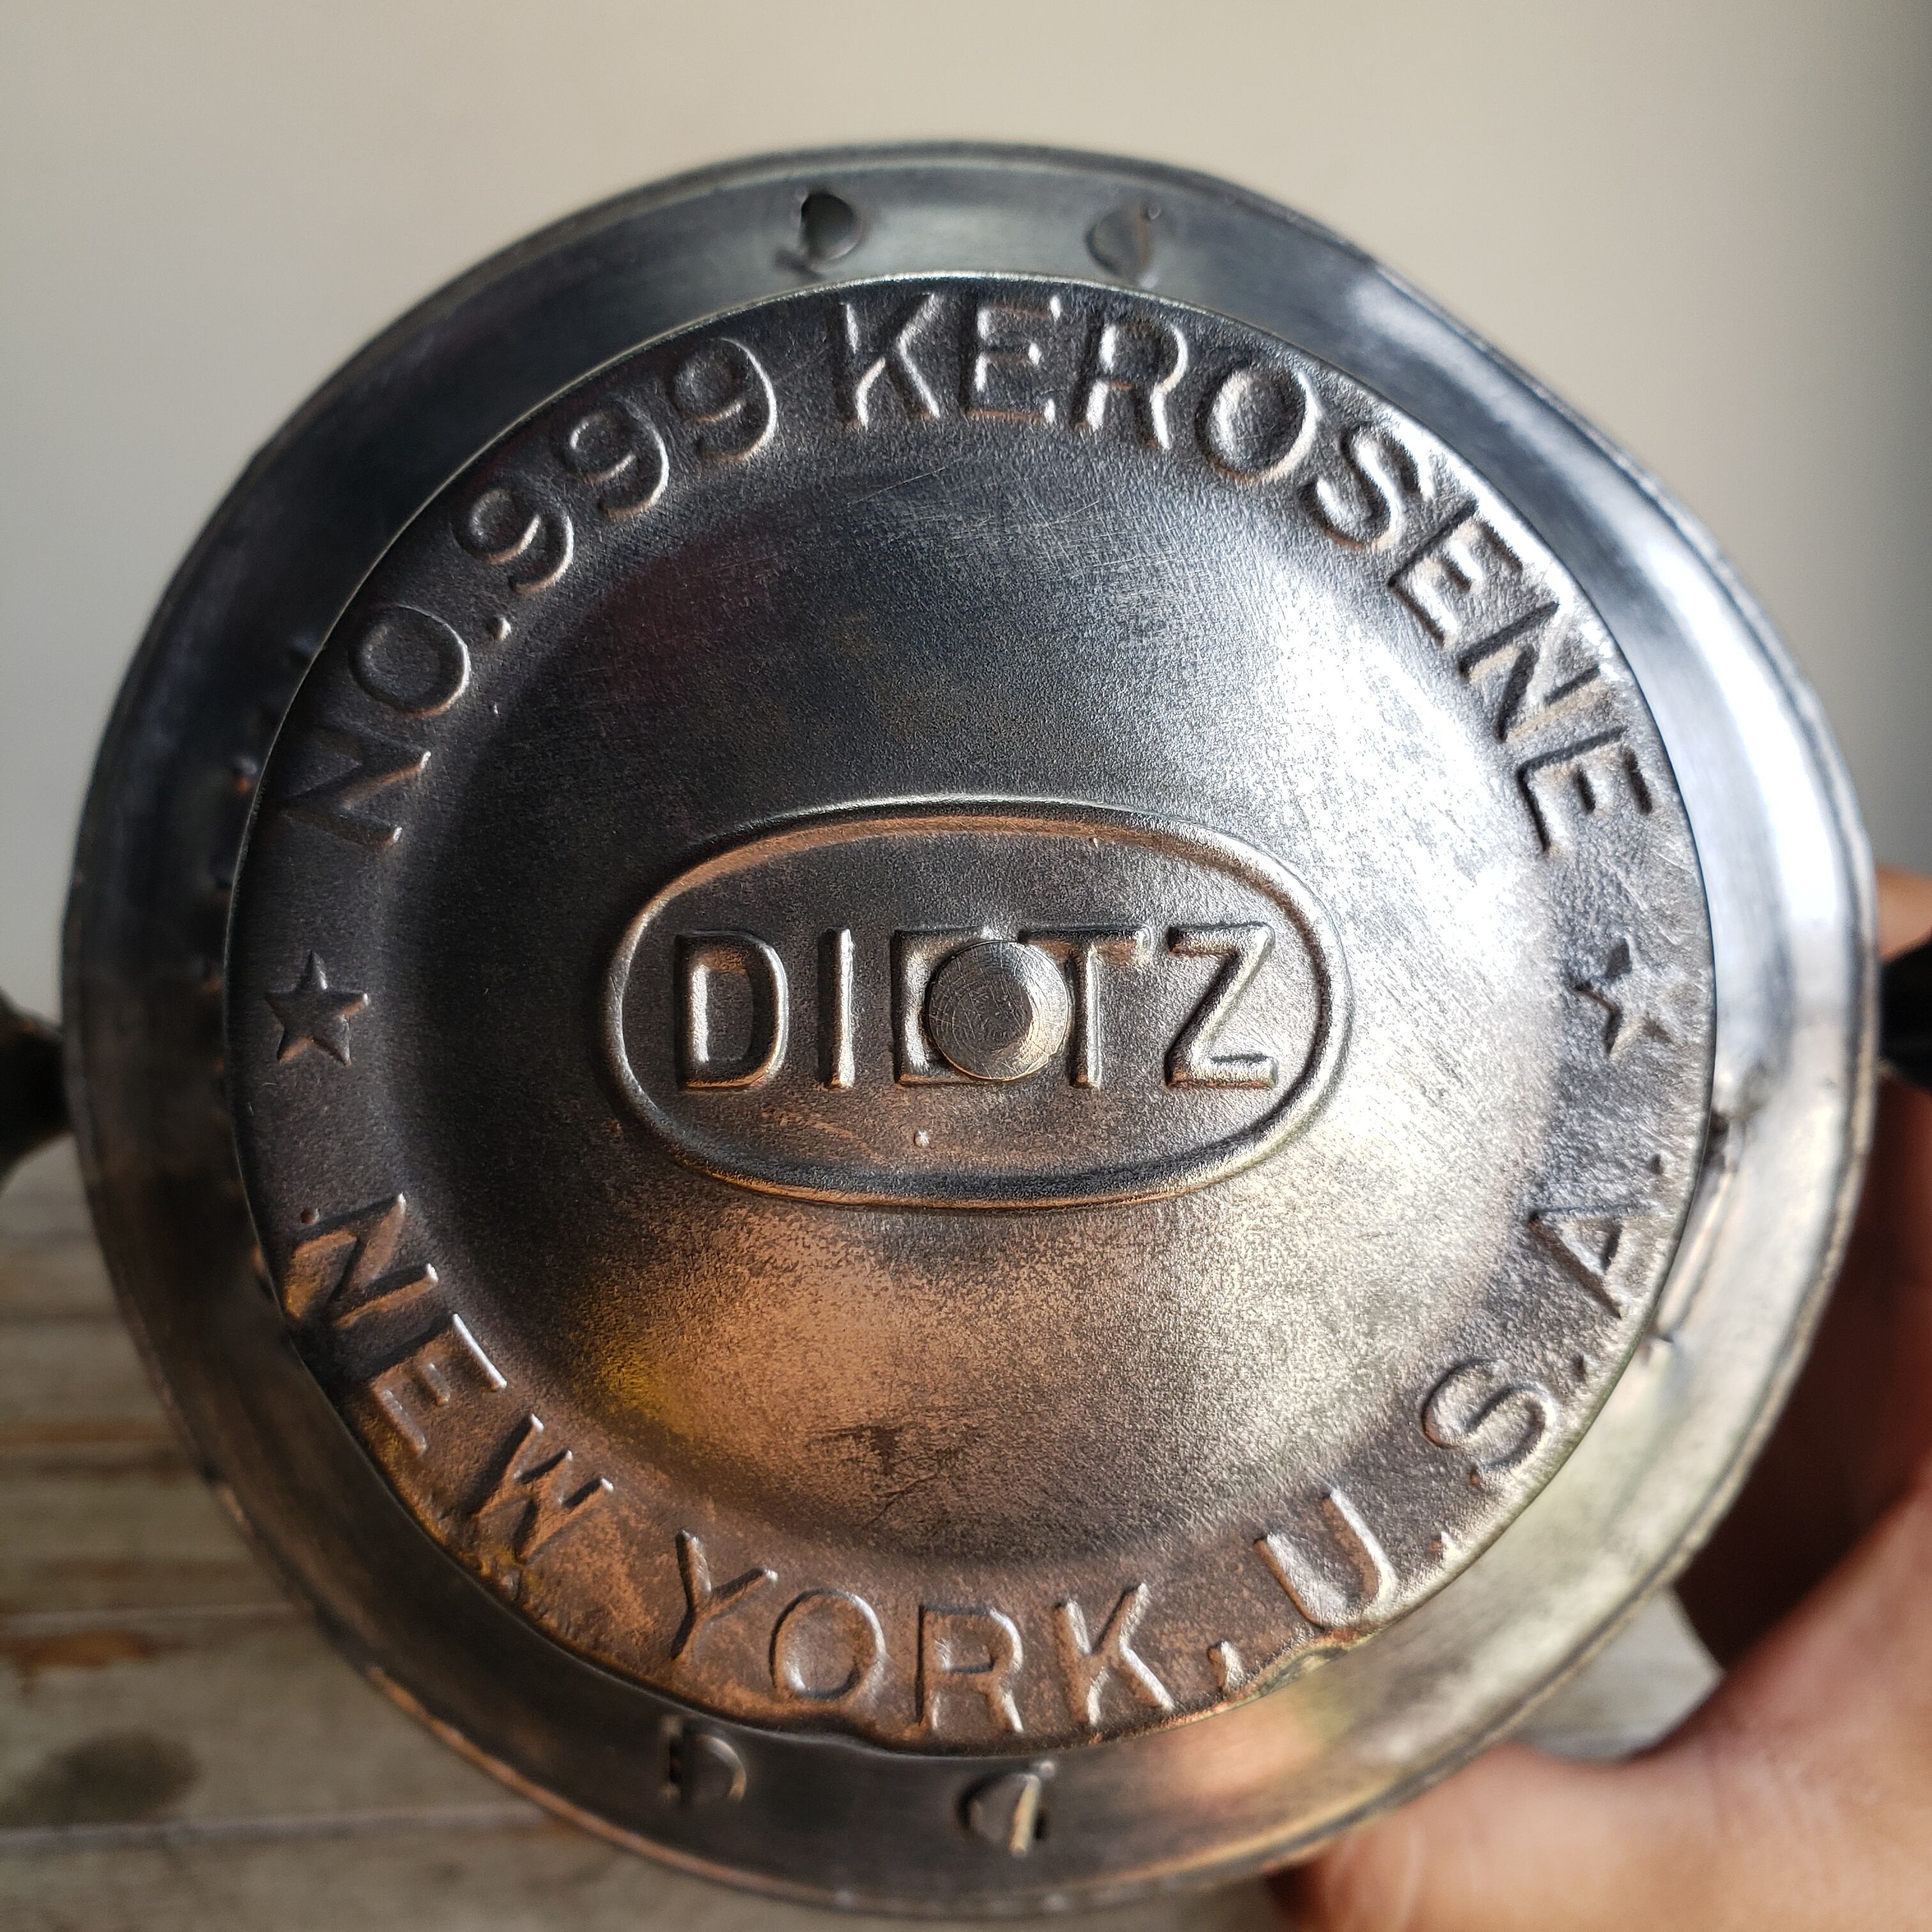 NO.999 KEROSENE
DIETZ
NEW YORK, U.S.A.